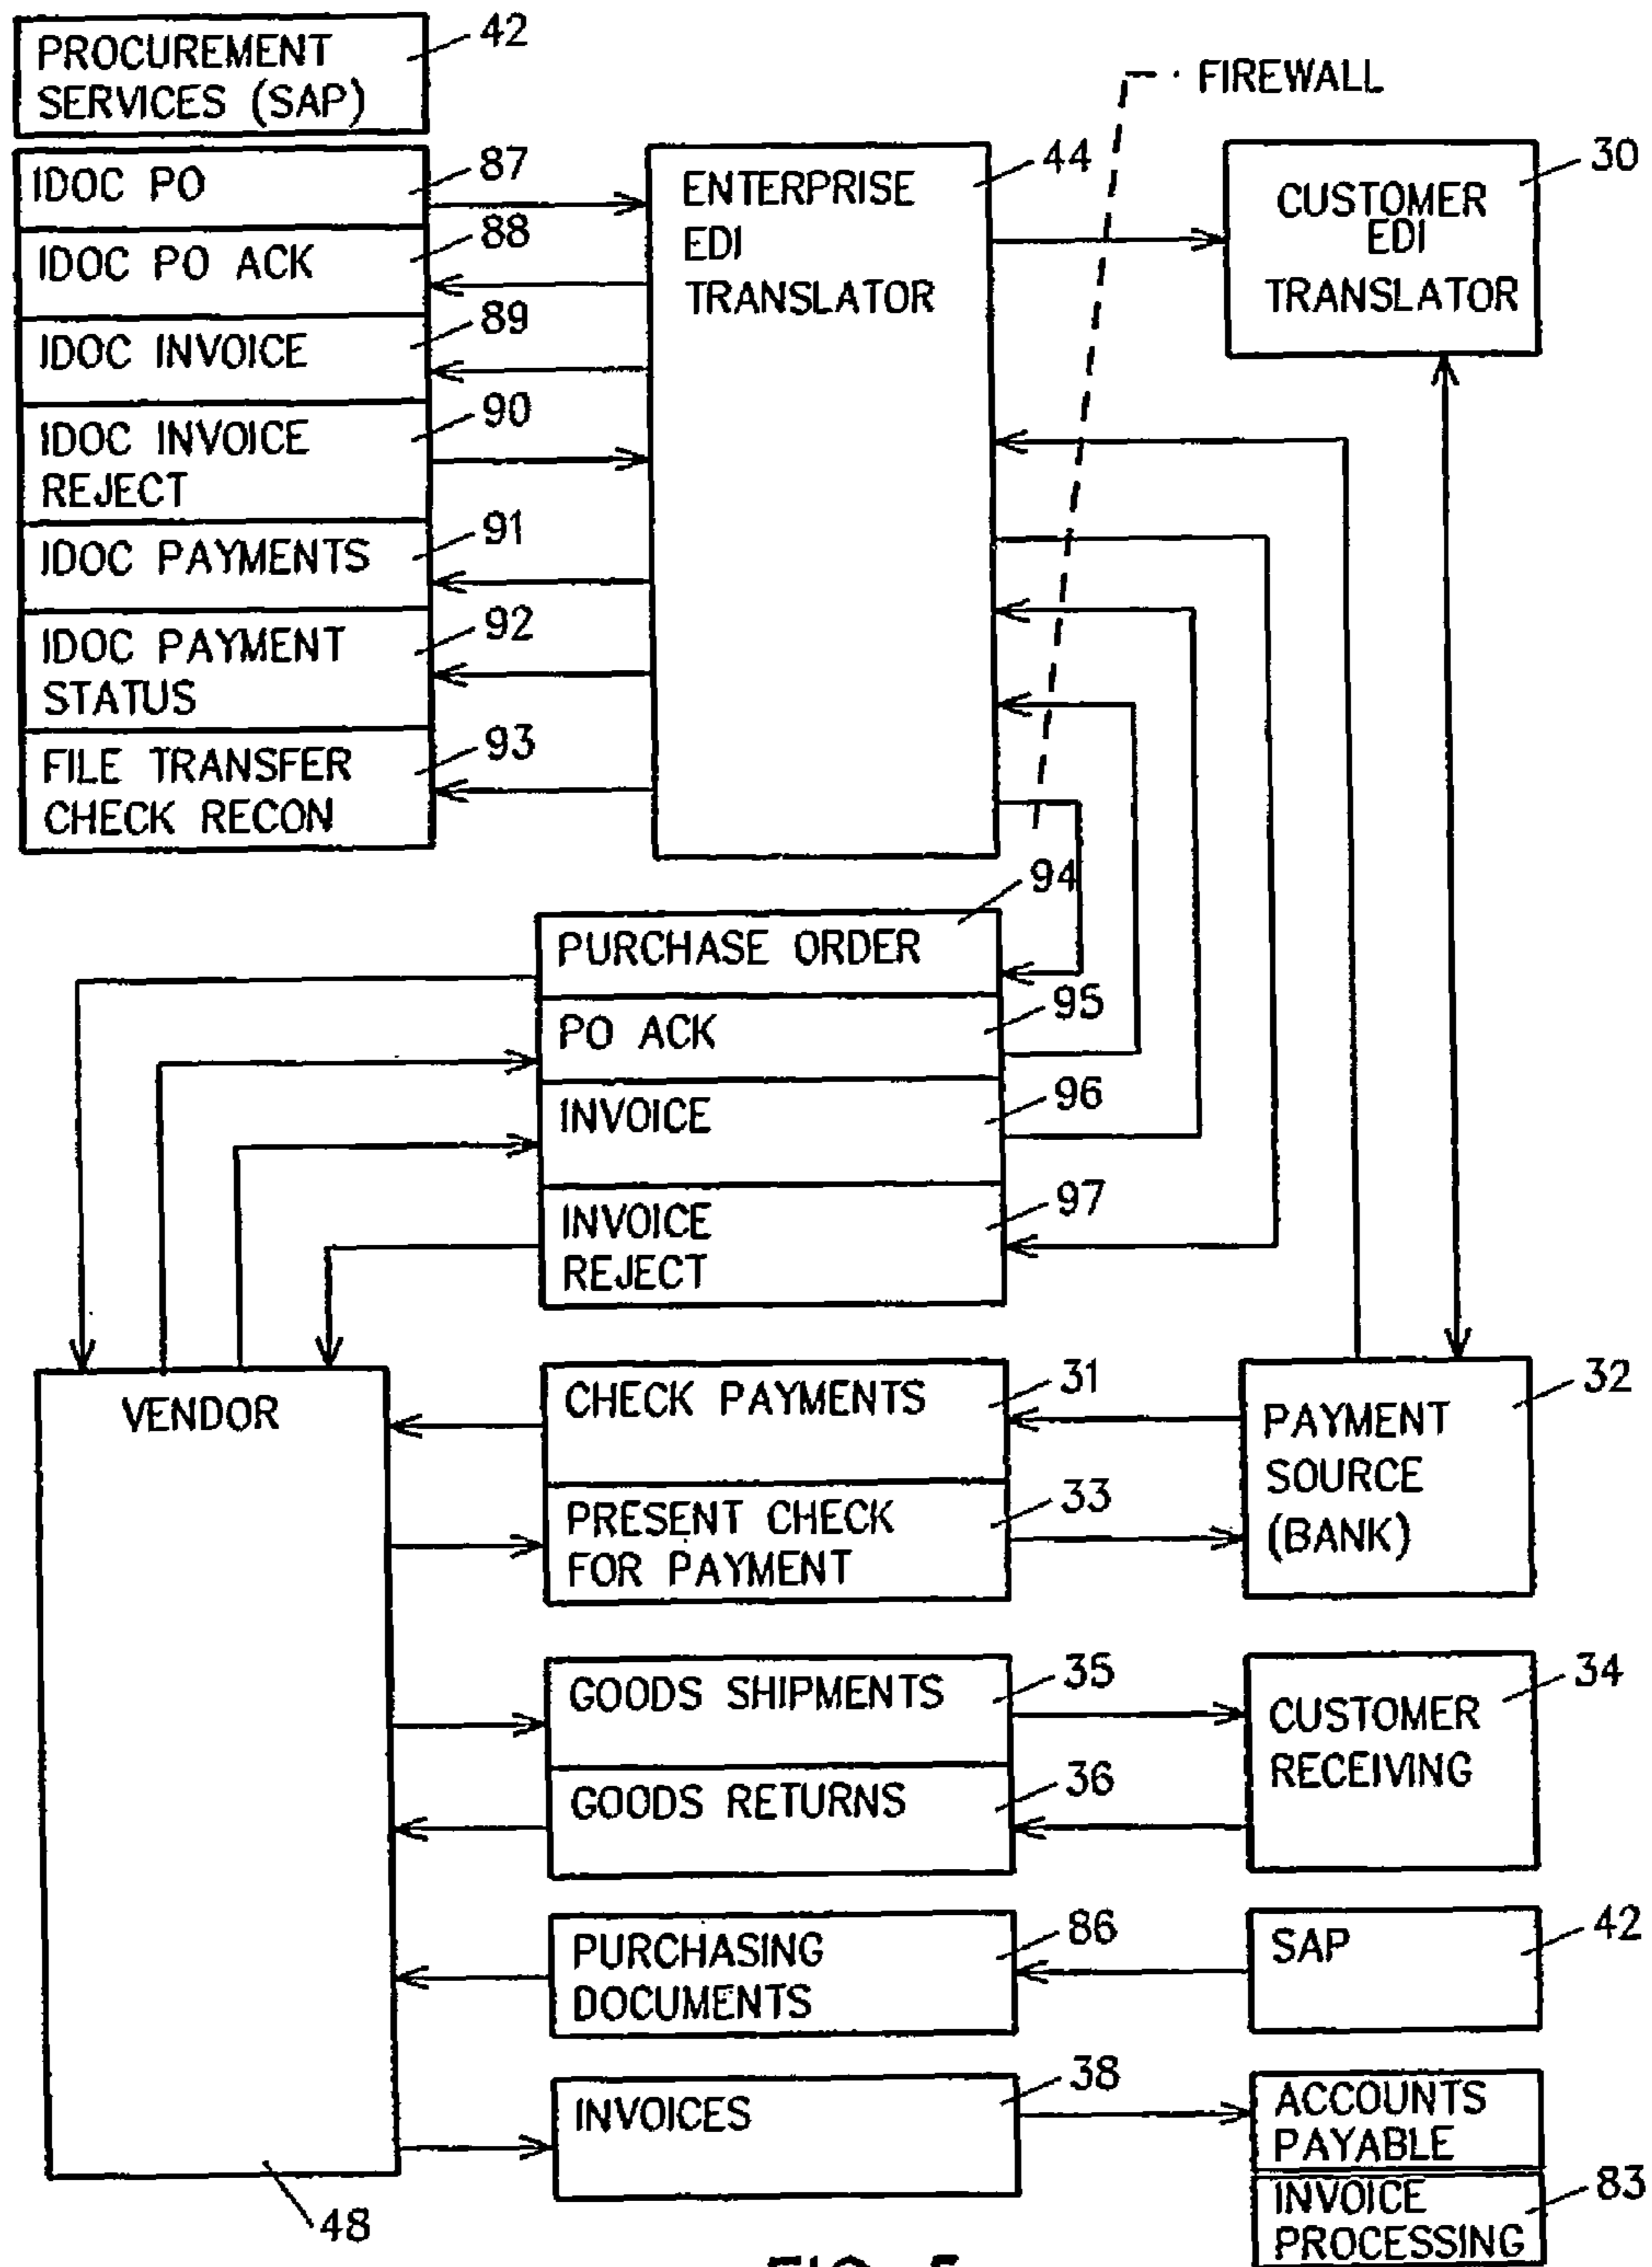 PROCUREMENT
SERVICES (SAP)
42
IDOC PO
87
IDOC PO ACK
88
IDOC INVOICE
89
IDOC INVOICE
REJECT
90
IDOC PAYMENTS
91
IDOC PAYMENT
STATUS
92
FILE TRANSFER
CHECK RECON
93
ENTERPRISE
EDI
TRANSLATOR
44
FIREWALL
CUSTOMER
EDI
TRANSLATOR
30
PURCHASE ORDER
94
PO ACK
95
INVOICE
96
INVOICE
REJECT
97
VENDOR
48
CHECK PAYMENTS
31
PRESENT CHECK
FOR PAYMENT
33
PAYMENT
SOURCE
(BANK)
32
GOODS SHIPMENTS
35
GOODS RETURNS
36
CUSTOMER
RECEIVING
34
PURCHASING
DOCUMENTS
86
SAP
42
INVOICES
38
ACCOUNTS
PAYABLE
INVOICE
PROCESSING
83